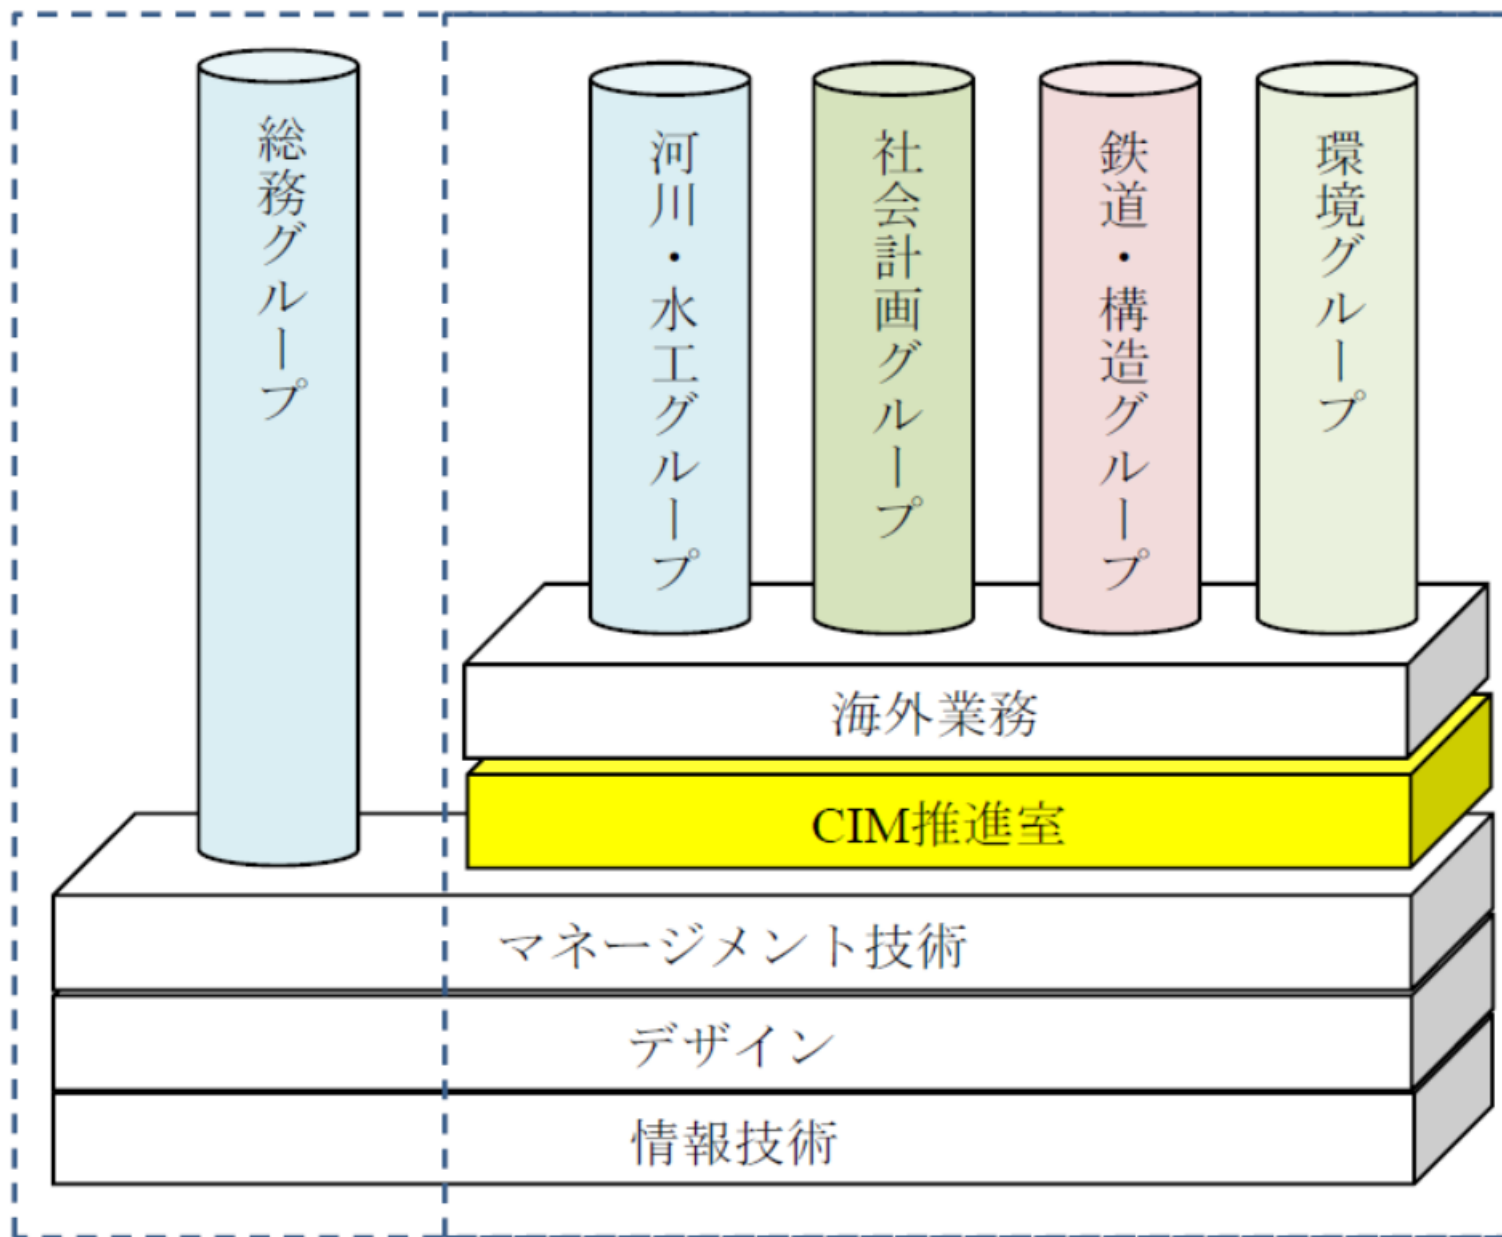 総務グループ
河川・水工グループ
社会計画グループ
鉄道・構造グループ
環境グループ
海外業務
CIM推進室
マネージメント技術
デザイン
情報技術